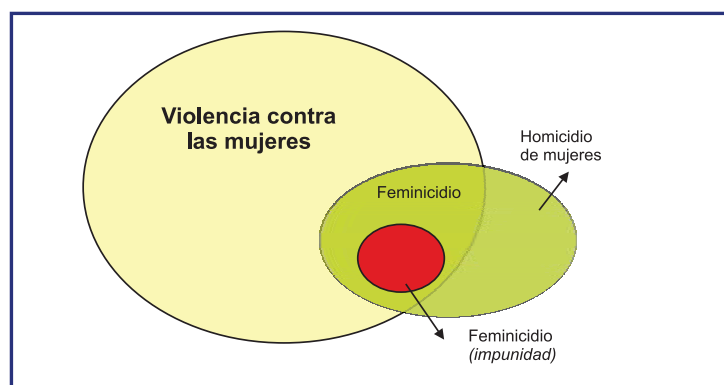 Violencia contra
las mujeres
Homicidio
de mujeres
Feminicidio
Feminicidio
(impunidad)